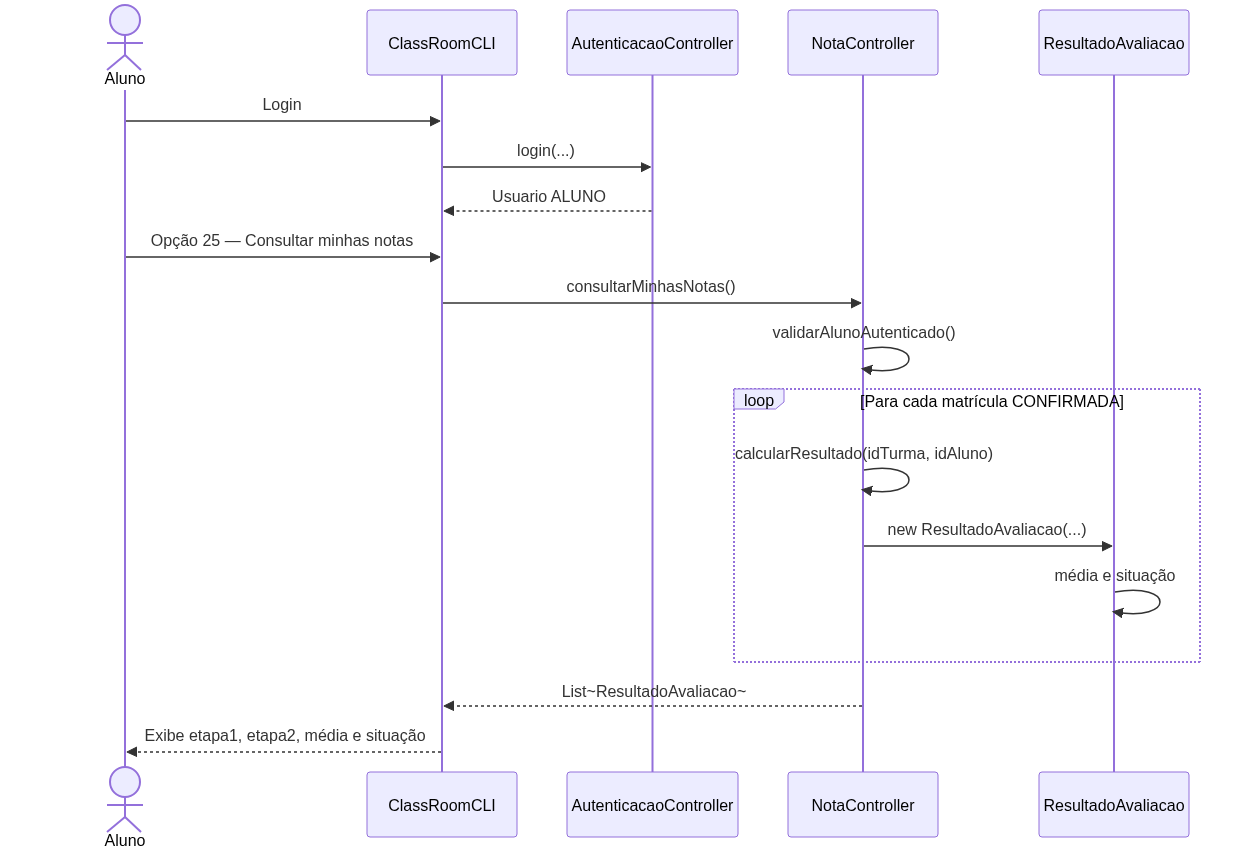 Aluno
ClassRoomCLI
AutenticacaoController
NotaController
ResultadoAvaliacao
Login
login(...)
Usuario ALUNO
Opção 25 — Consultar minhas notas
consultarMinhasNotas()
validarAlunoAutenticado()
loop
[Para cada matrícula CONFIRMADA]
calcularResultado(idTurma, idAluno)
new ResultadoAvaliacao(...)
média e situação
List~ResultadoAvaliacao~
Exibe etapa1, etapa2, média e situação
Aluno
ClassRoomCLI
AutenticacaoController
NotaController
ResultadoAvaliacao